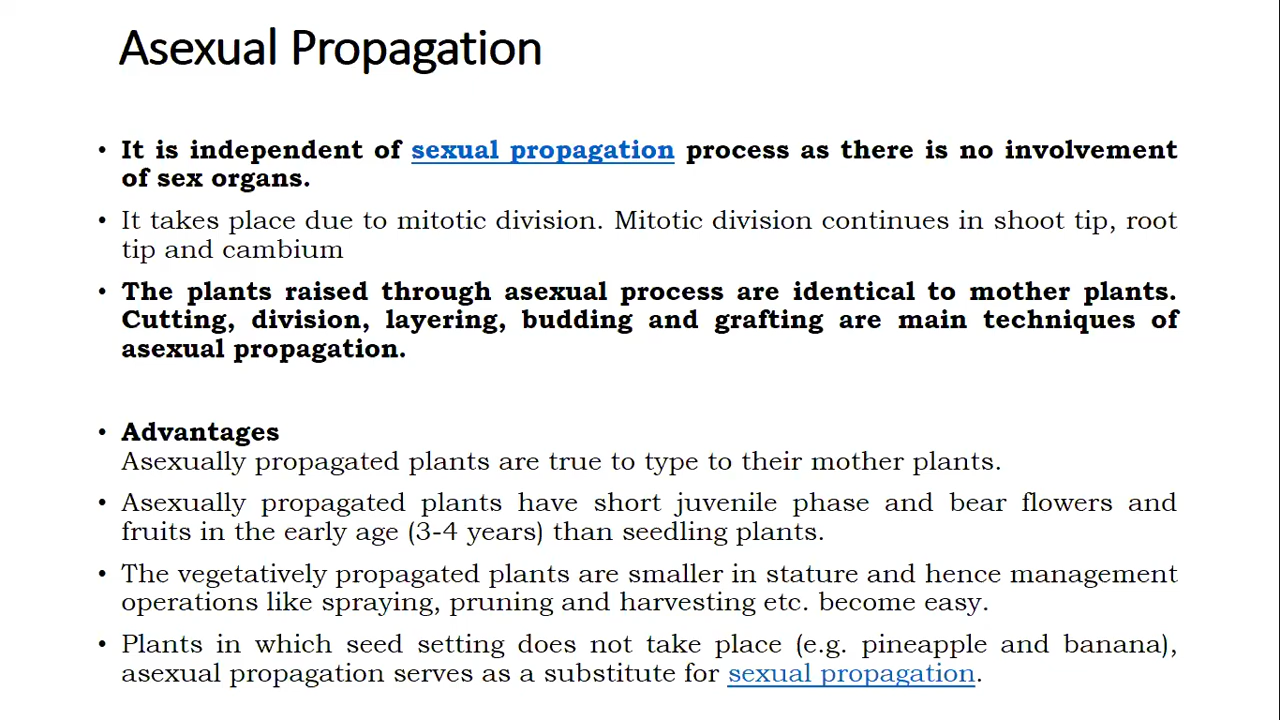 Asexual Propagation
• It is independent of sexual propagation process as there is no involvement
of sex organs.
• It takes place due to mitotic division. Mitotic division continues in shoot tip, root
tip and cambium
• The plants raised through asexual process are identical to mother plants.
Cutting, division, layering, budding and grafting are main techniques of
asexual propagation.
• Advantages
Asexually propagated plants are true to type to their mother plants.
• Asexually propagated plants have short juvenile phase and bear flowers and
fruits in the early age (3-4 years) than seedling plants.
• The vegetatively propagated plants are smaller in stature and hence management
operations like spraying, pruning and harvesting etc. become easy.
• Plants in which seed setting does not take place (e.g. pineapple and banana),
asexual propagation serves as a substitute for sexual propagation.